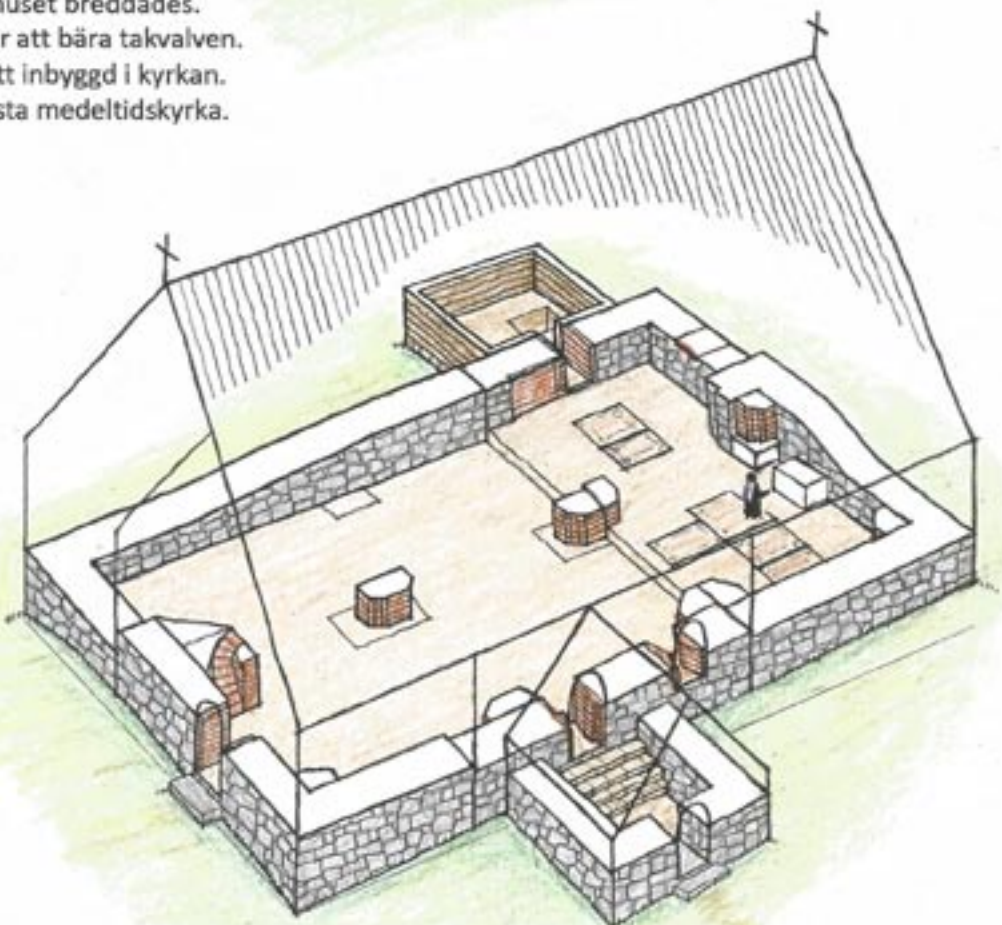 huset breddades.
r att bära takvalven.
tt inbyggd i kyrkan.
sta medeltidskyrka.